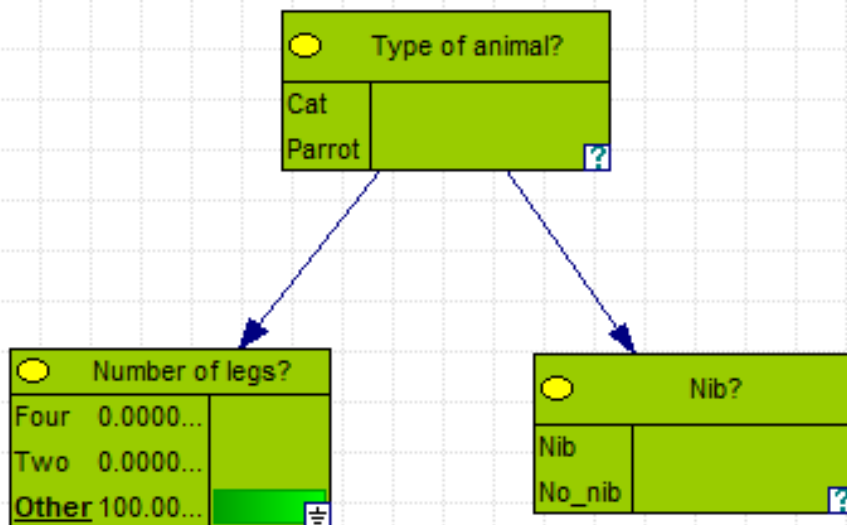 Type of animal?
Cat
Parrot
?
Number of legs?
Four 0.0000...
Two 0.0000...
Other 100.00...
Nib?
Nib
No_nib
?